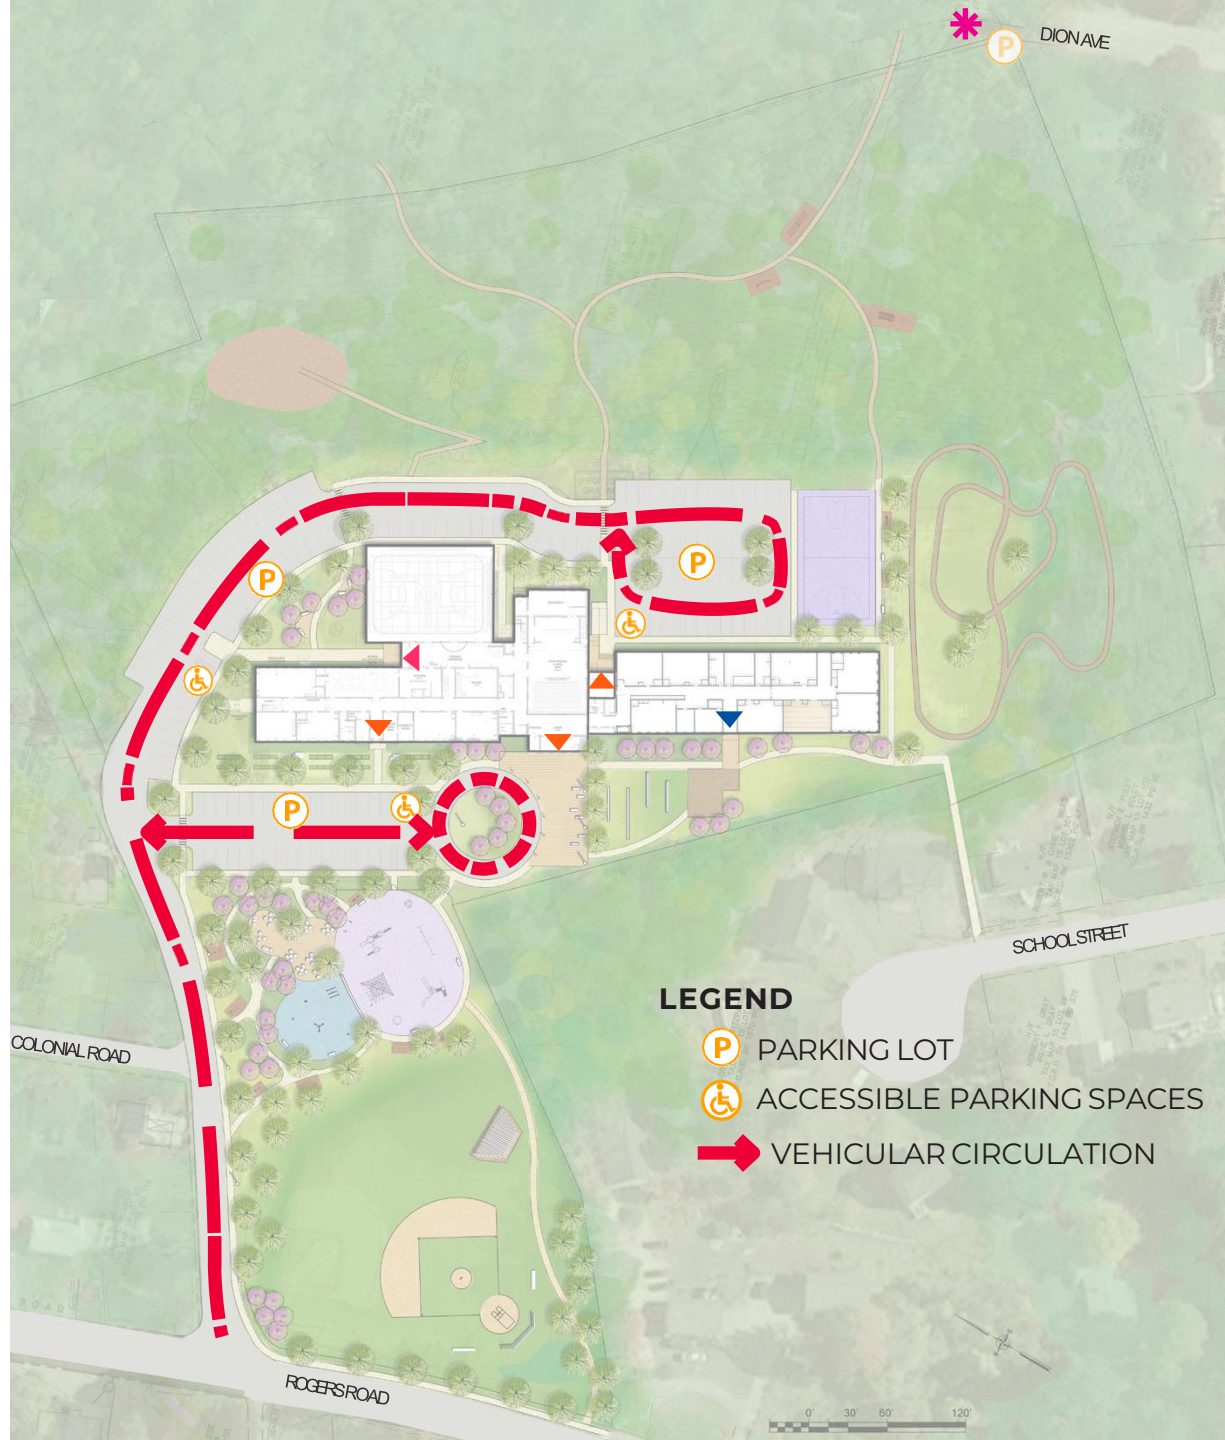 P
DION AVE
P
P
P
COLONIAL ROAD
SCHOOL STREET
LEGEND
P PARKING LOT
ACCESSIBLE PARKING SPACES
VEHICULAR CIRCULATION
ROAD
ROGERS ROAD
0' 30' 60' 120'